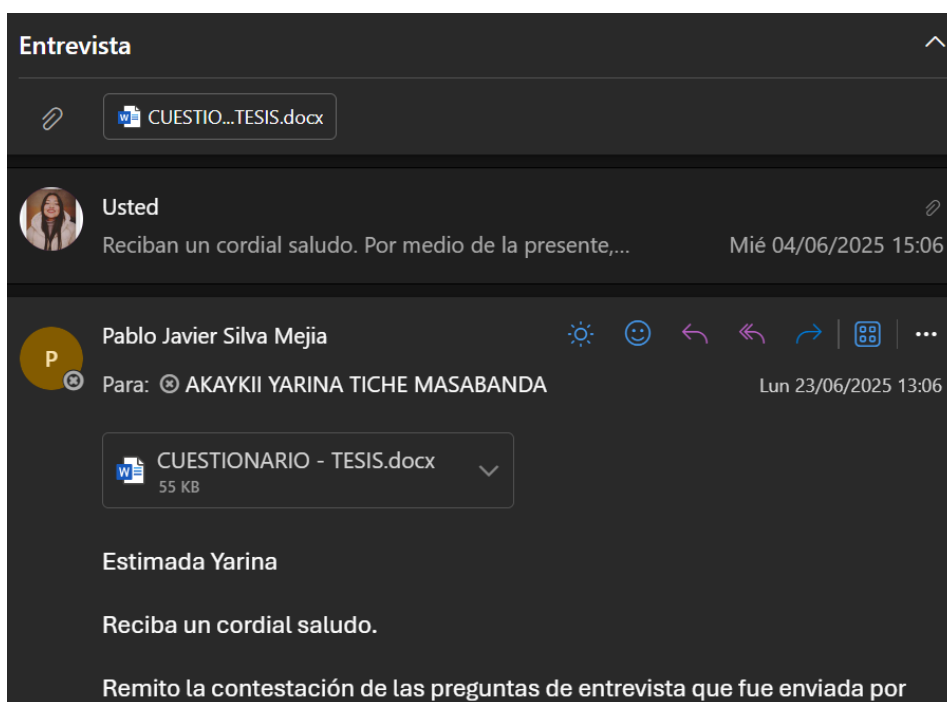 Entrevista
CUESTIO...TESIS.docx
Usted
Reciban un cordial saludo. Por medio de la presente,...
Mié 04/06/2025 15:06
Pablo Javier Silva Mejia
P
Para: AKAYKII YARINA TICHE MASABANDA
Lun 23/06/2025 13:06
CUESTIONARIO - TESIS.docx
55 KB
Estimada Yarina
Reciba un cordial saludo.
Remito la contestación de las preguntas de entrevista que fue enviada por